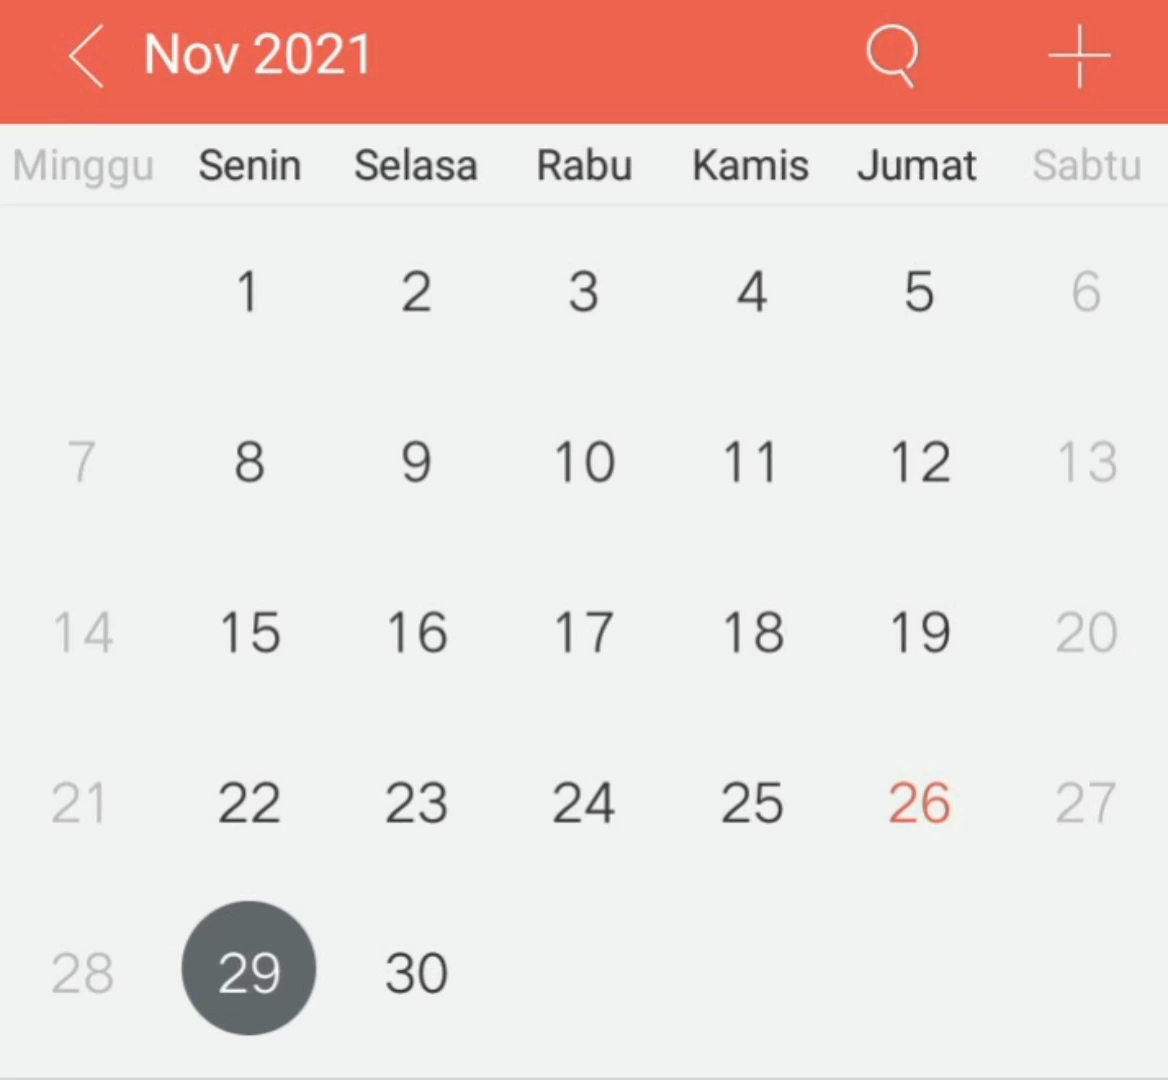 Nov 2021
Minggu Senin Selasa Rabu Kamis Jumat Sabtu
1 2 3 4 5 6
7 8 9 10 11 12 13
14 15 16 17 18 19 20
21 22 23 24 25 26 27
28 29 30